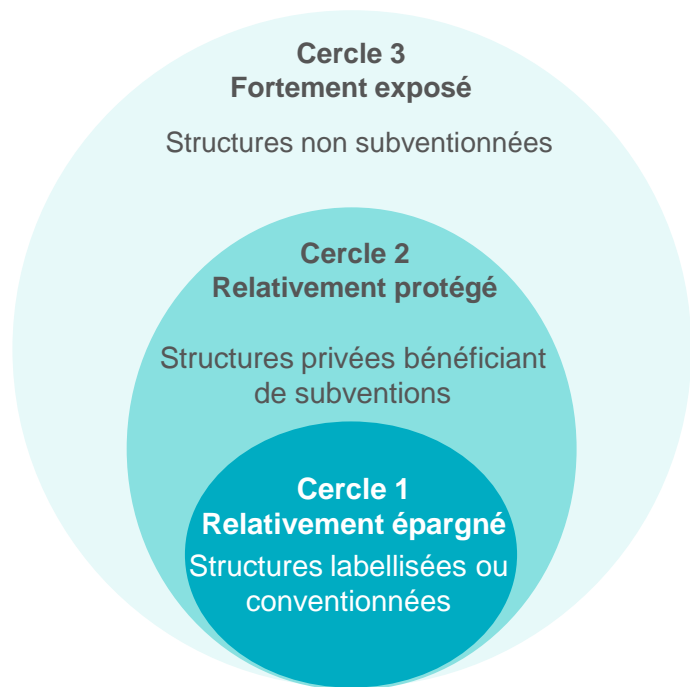 Cercle 3
Fortement exposé
Structures non subventionnées
Cercle 2
Relativement protégé
Structures privées bénéficiant
de subventions
Cercle 1
Relativement épargné
Structures labellisées ou
conventionnées